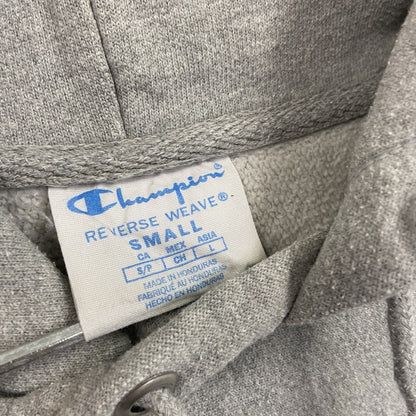 Champion
REVERSE WEAVE®
SMALL
CA MEX ASIA
S/P CH L
MADE IN HONDURAS
FABRIQUÉ AU HONDURAS
HECHO EN HONDURAS